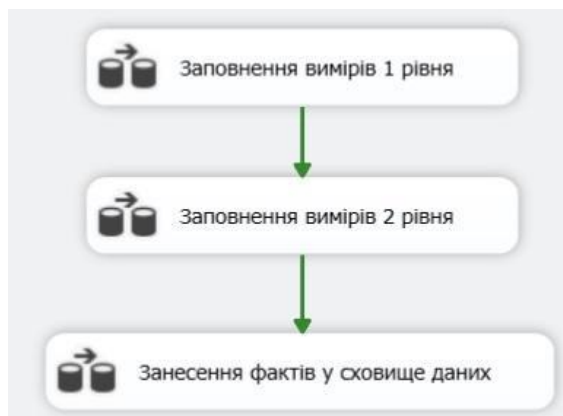 Заповнення вимірів 1 рівня
Заповнення вимірів 2 рівня
Занесення фактів у сховище даних